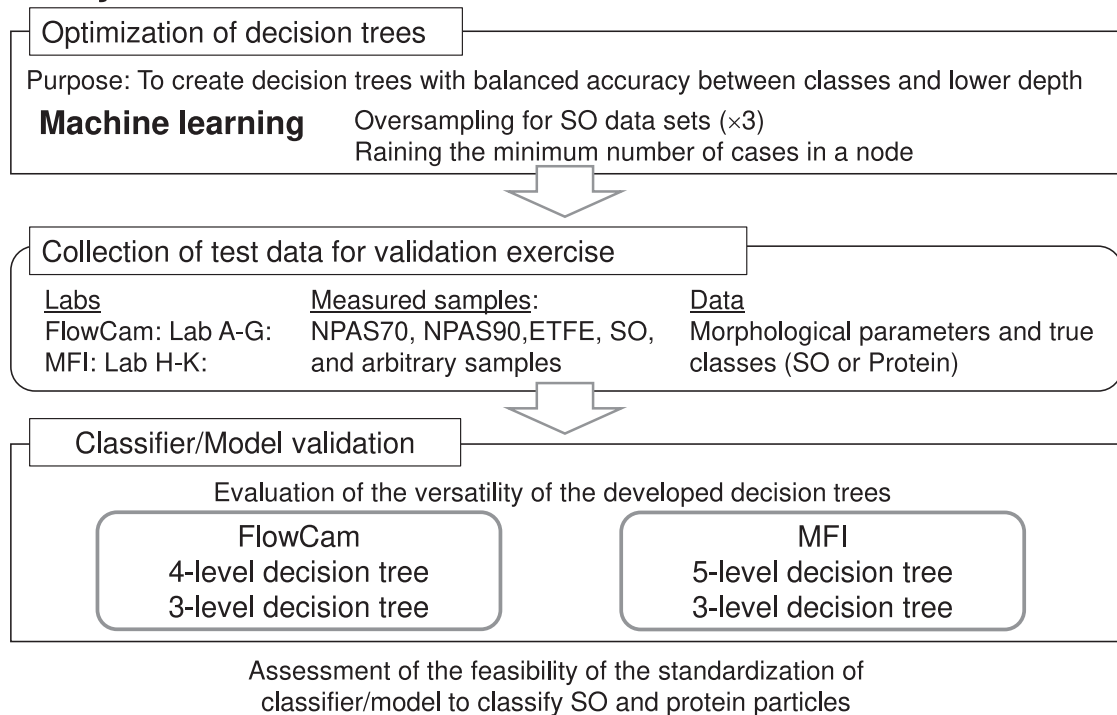 Optimization of decision trees
Purpose: To create decision trees with balanced accuracy between classes and lower depth
Machine learning
Oversampling for SO data sets (×3)
Raining the minimum number of cases in a node
Collection of test data for validation exercise
Labs
FlowCam: Lab A-G:
MFI: Lab H-K:
Measured samples:
NPAS70, NPAS90,ETFE, SO,
and arbitrary samples
Data
Morphological parameters and true
classes (SO or Protein)
Classifier/Model validation
Evaluation of the versatility of the developed decision trees
FlowCam
4-level decision tree
3-level decision tree
MFI
5-level decision tree
3-level decision tree
Assessment of the feasibility of the standardization of
classifier/model to classify SO and protein particles